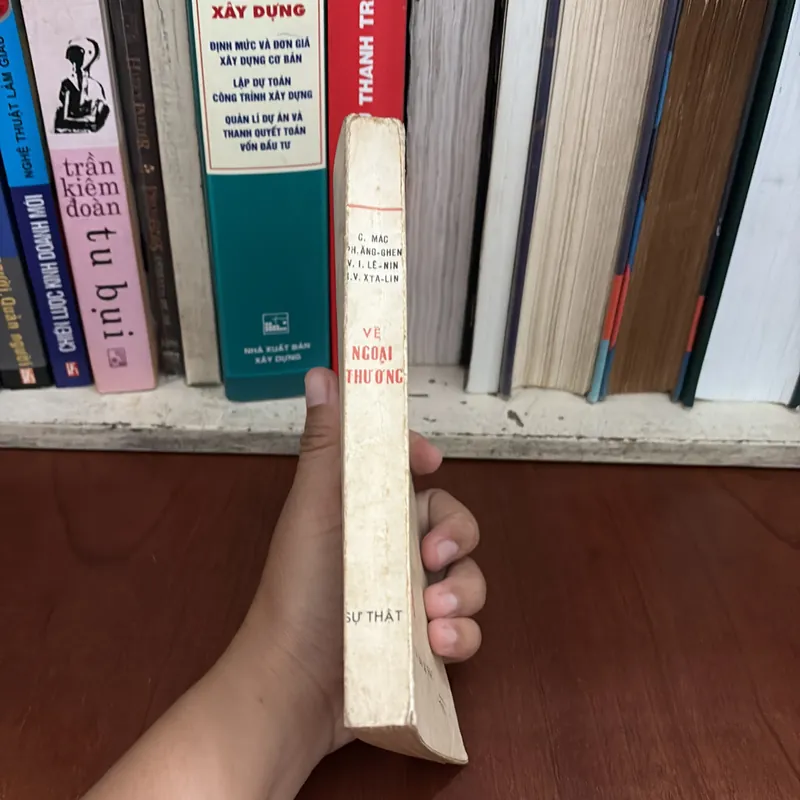 NGHỆ THUẬT LÀM GIÀU
CHIẾN LƯỢC KINH DOANH MỚI
trần
kiêm
đoàn
tu bụi
XÂY DỰNG
ĐỊNH MỨC VÀ ĐƠN GIÁ
XÂY DỰNG CƠ BẢN
LẬP DỰ TOÁN
CÔNG TRÌNH XÂY DỰNG
QUẢN LÍ DỰ ÁN VÀ
THANH QUYẾT TOÁN
VỐN ĐẦU TƯ
NHÀ XUẤT BẢN
XÂY DỰNG
THANH TR
C. MÁC
PH. ĂNG-GHEN
V. I. LÊ-NIN
I.V. XTA-LIN
VỀ
NGOẠI
THƯƠNG
SỰ THẬT